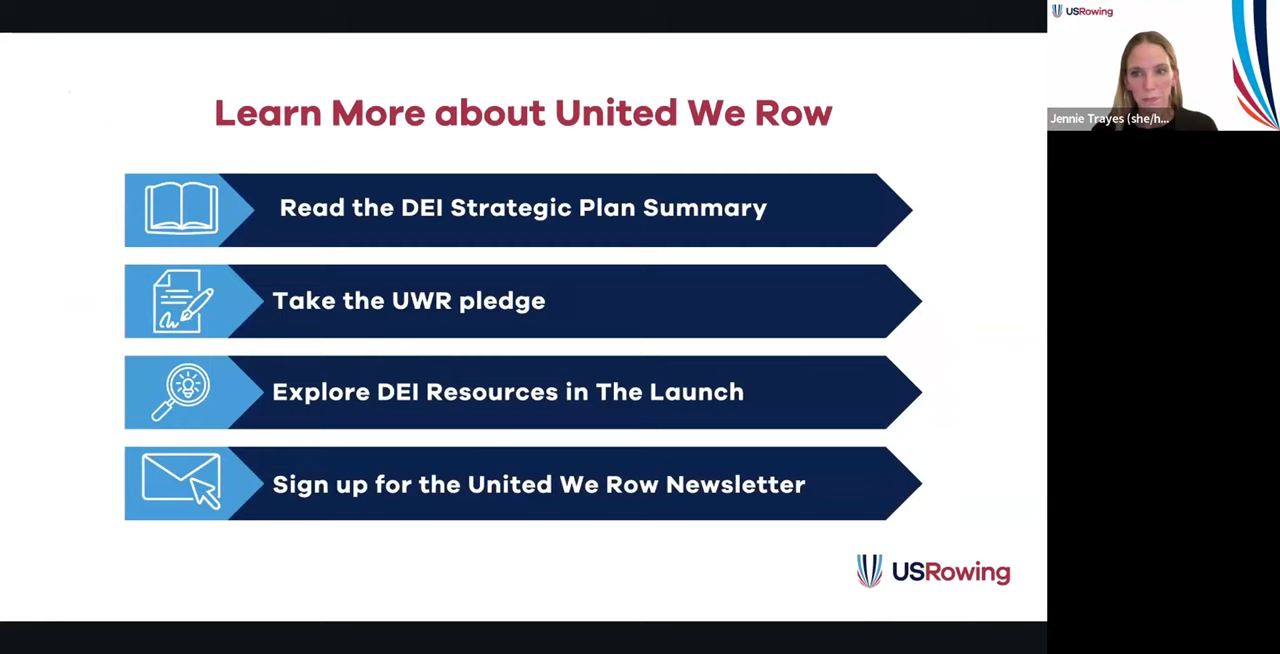 Learn More about United We Row
Read the DEI Strategic Plan Summary
Take the UWR pledge
Explore DEI Resources in The Launch
Sign up for the United We Row Newsletter
USRowing
USRowing
Jennie Trayes (she/h...